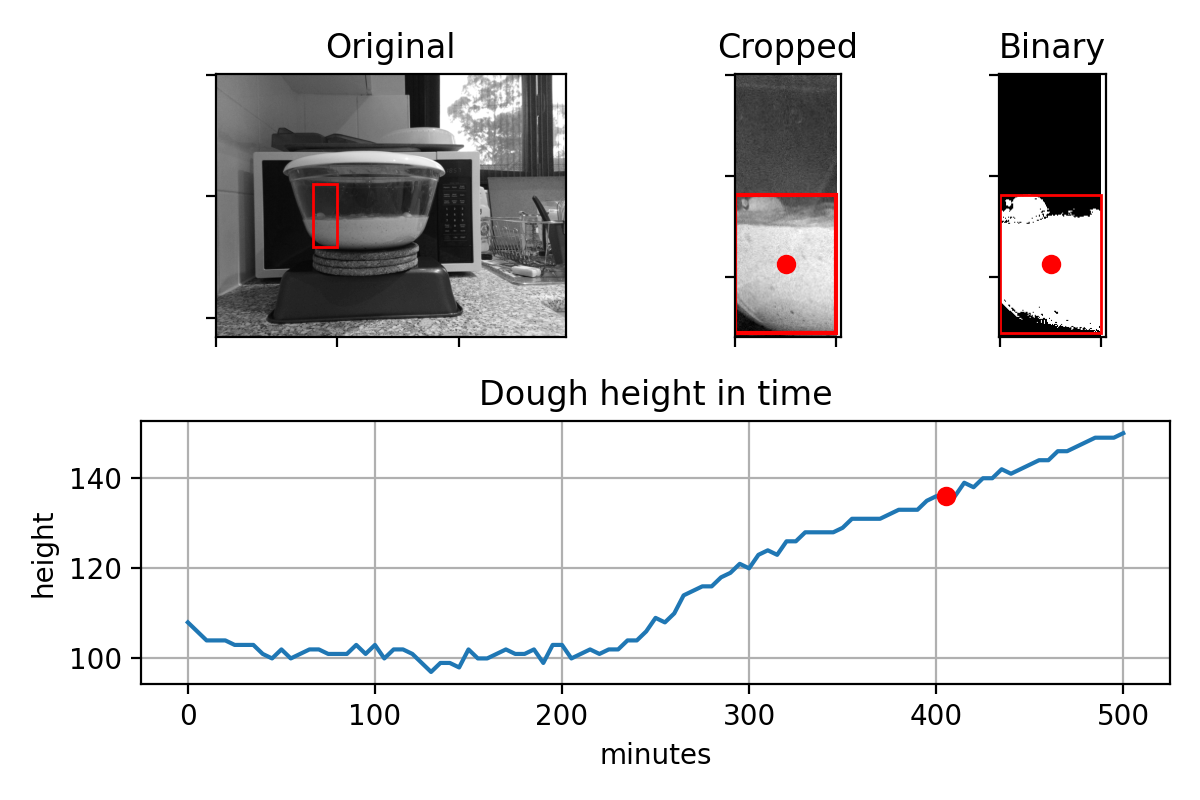 Original
Cropped
Binary
Dough height in time
height
140
120
100
0 100 200 300 400 500
minutes